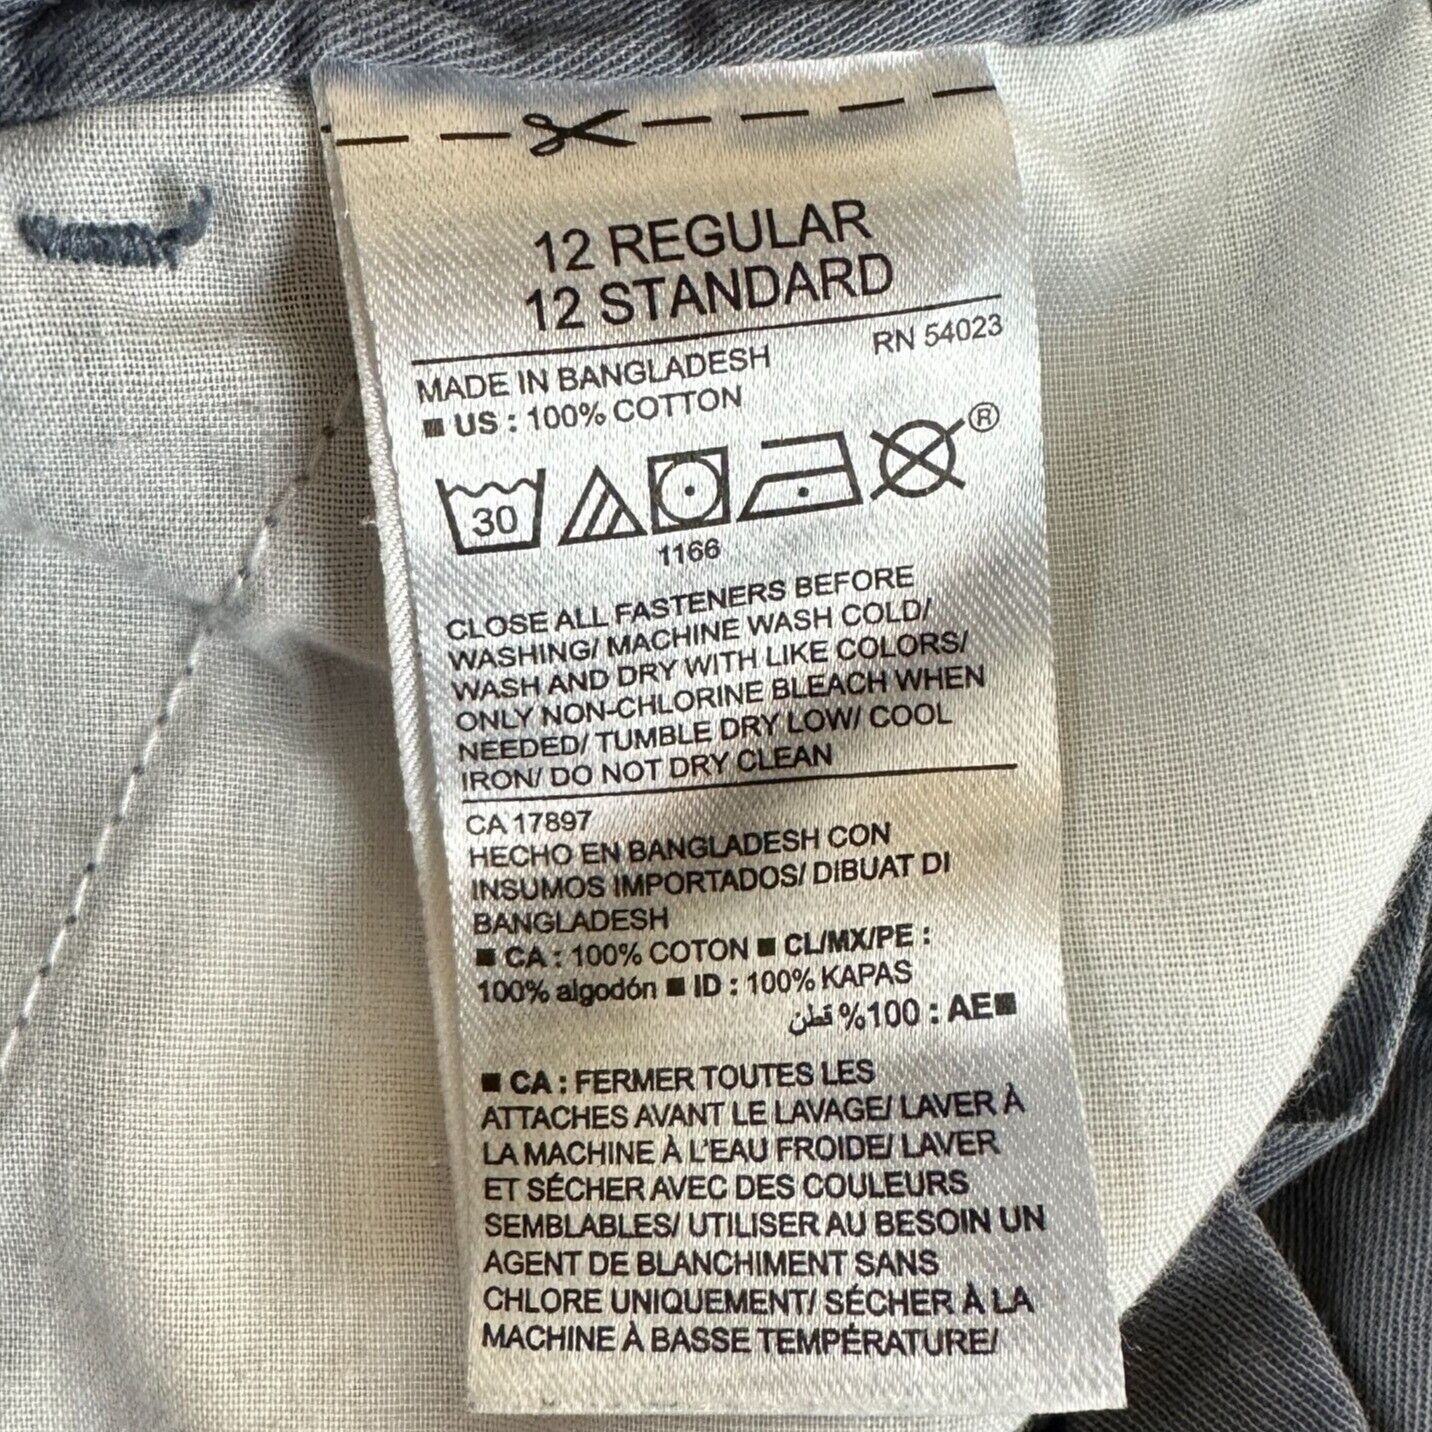 12 REGULAR
12 STANDARD
MADE IN BANGLADESH RN 54023
■ US : 100% COTTON
30 ®
1166
CLOSE ALL FASTENERS BEFORE
WASHING/ MACHINE WASH COLD/
WASH AND DRY WITH LIKE COLORS/
ONLY NON-CHLORINE BLEACH WHEN
NEEDED/ TUMBLE DRY LOW/ COOL
IRON/ DO NOT DRY CLEAN
CA 17897
HECHO EN BANGLADESH CON
INSUMOS IMPORTADOS/ DIBUAT DI
BANGLADESH
■ CA : 100% COTON ■ CL/MX/PE :
100% algodón ■ ID : 100% KAPAS
■AE : 100% قطن
■ CA : FERMER TOUTES LES
ATTACHES AVANT LE LAVAGE/ LAVER À
LA MACHINE À L'EAU FROIDE/ LAVER
ET SÉCHER AVEC DES COULEURS
SEMBLABLES/ UTILISER AU BESOIN UN
AGENT DE BLANCHIMENT SANS
CHLORE UNIQUEMENT/ SÉCHER À LA
MACHINE À BASSE TEMPÉRATURE/